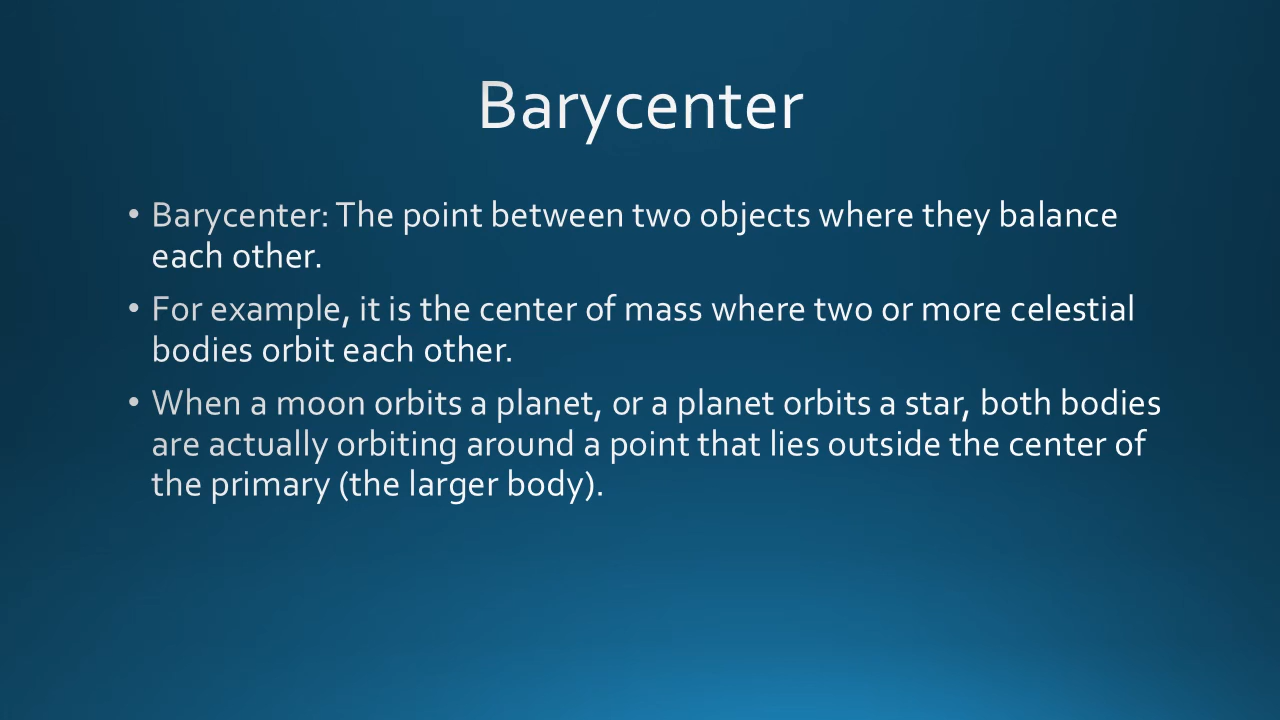 Barycenter
• Barycenter: The point between two objects where they balance
each other.
• For example, it is the center of mass where two or more celestial
bodies orbit each other.
• When a moon orbits a planet, or a planet orbits a star, both bodies
are actually orbiting around a point that lies outside the center of
the primary (the larger body).